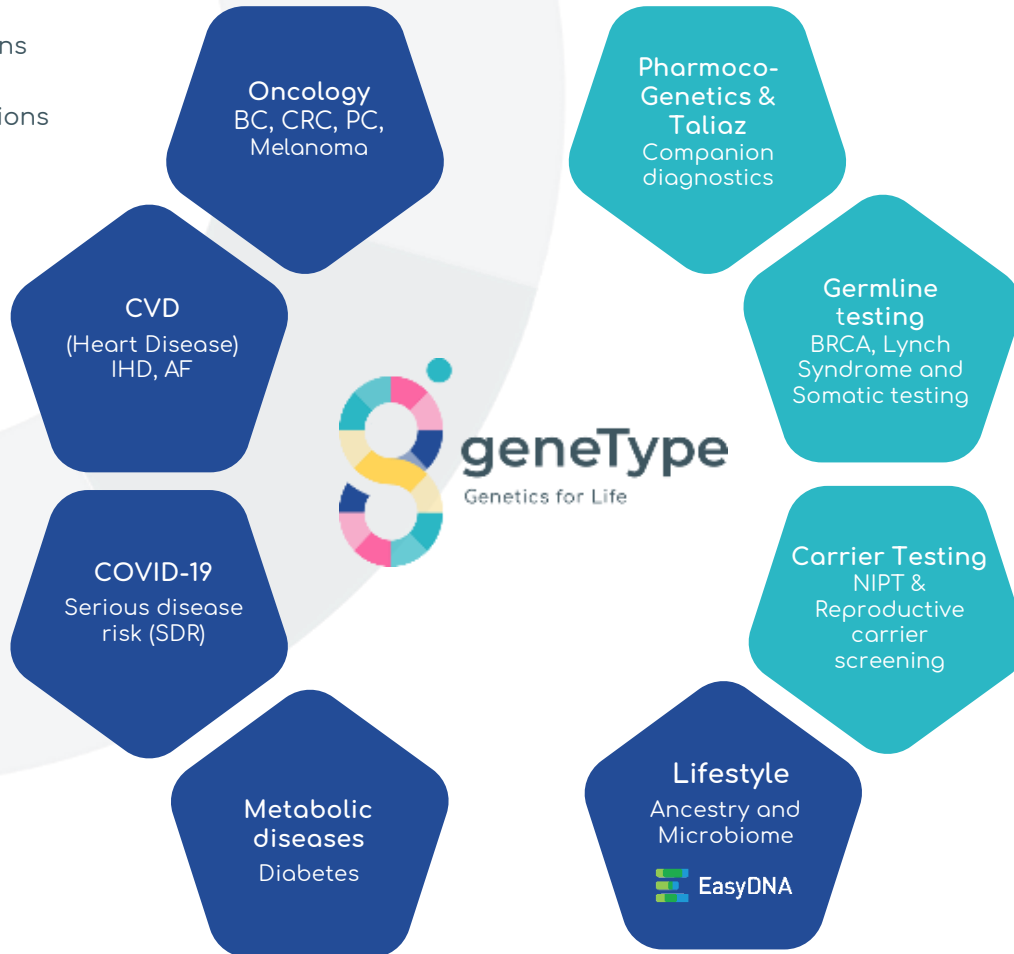 Oncology
BC, CRC, PC,
Melanoma
Pharmoco-
Genetics &
Taliaz
Companion
diagnostics
CVD
(Heart Disease)
IHD, AF
Germline
testing
BRCA, Lynch
Syndrome and
Somatic testing
geneType
Genetics for Life
COVID-19
Serious disease
risk (SDR)
Carrier Testing
NIPT &
Reproductive
carrier
screening
Metabolic
diseases
Diabetes
Lifestyle
Ancestry and
Microbiome
EasyDNA